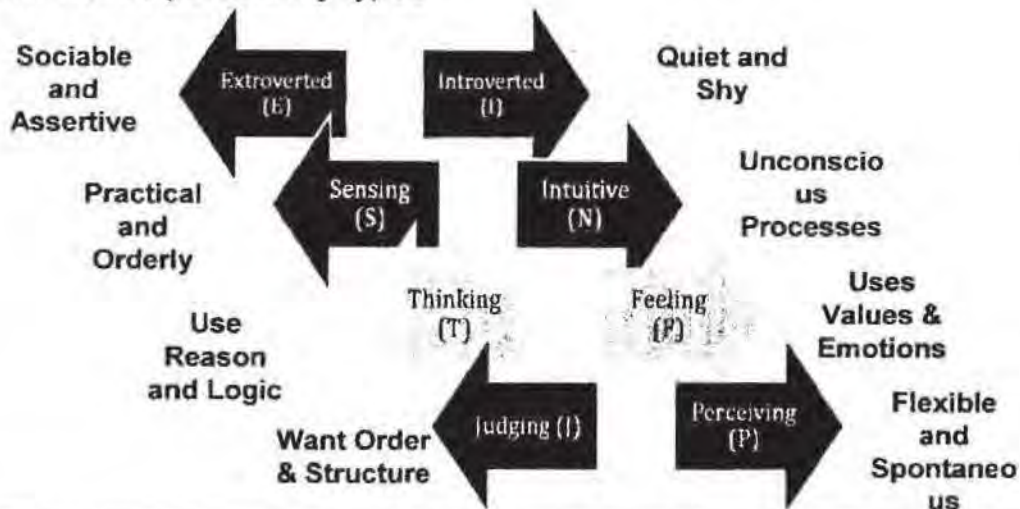 Sociable
and
Assertive
Extroverted
(E)
Introverted
(I)
Quiet and
Shy
Practical
and
Orderly
Sensing
(S)
Intuitive
(N)
Unconscio
us
Processes
Use
Reason
and Logic
Thinking
(T)
Feeling
(F)
Uses
Values &
Emotions
Want Order
& Structure
Judging (J)
Perceiving
(P)
Flexible
and
Spontaneo
us